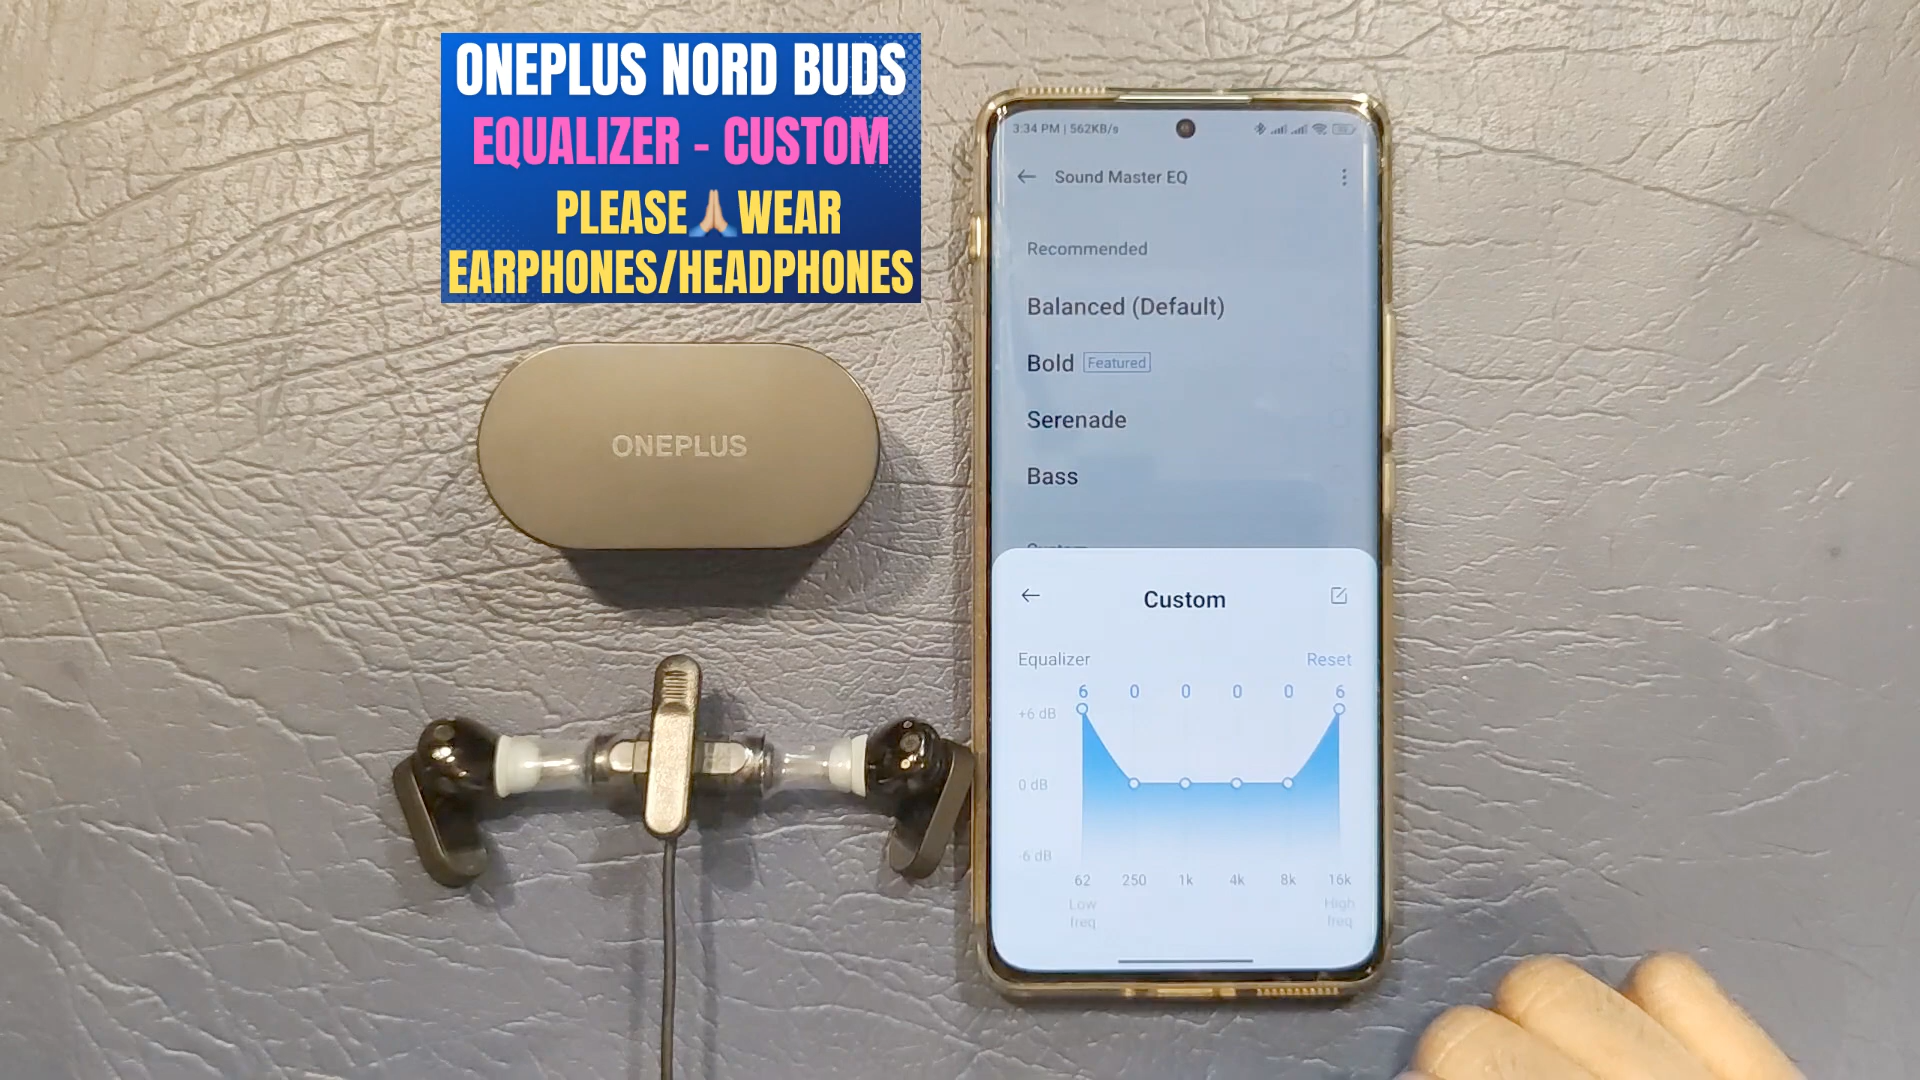 ONEPLUS NORD BUDS
EQUALIZER - CUSTOM
PLEASE🙏🏼WEAR
EARPHONES/HEADPHONES
ONEPLUS
3:34 PM | 562KB/s
Sound Master EQ
Recommended
Balanced (Default)
Bold Featured
Serenade
Bass
Custom
Equalizer Reset
6 0 0 0 0 6
+6 dB
0 dB
-6 dB
62 250 1k 4k 8k 16k
Low freq High freq